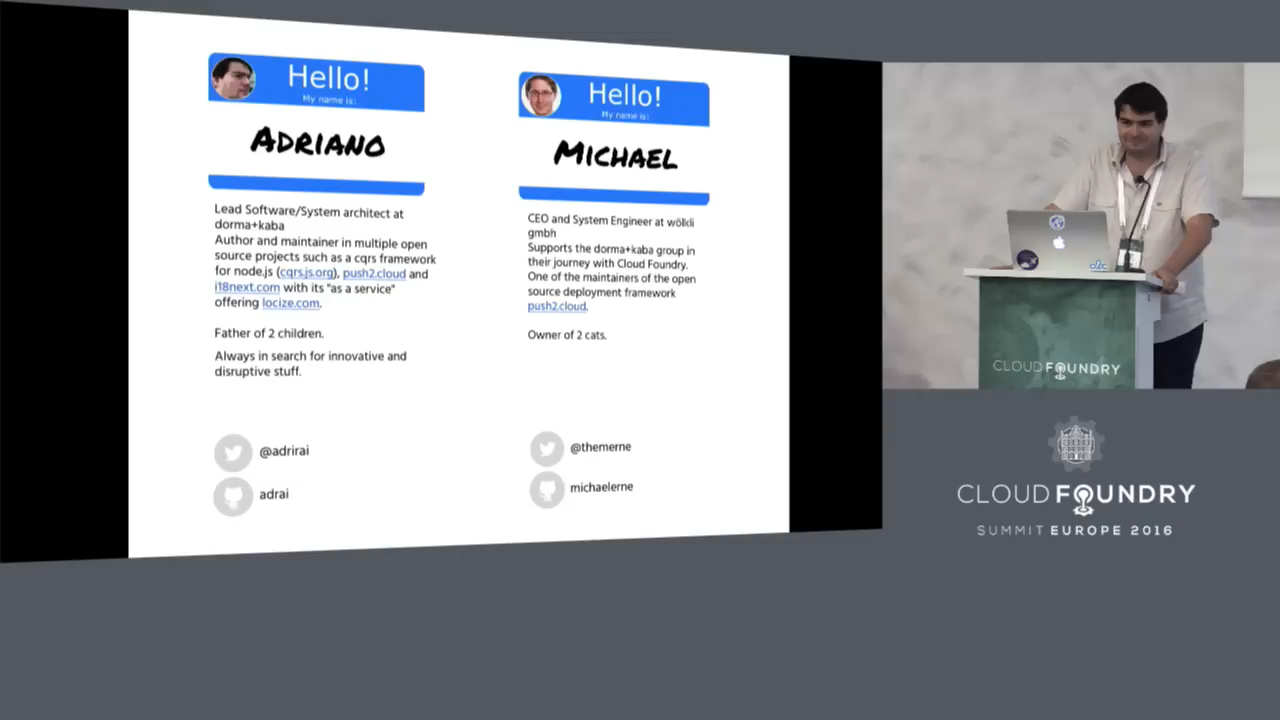 Hello!
My name is:
ADRIANO
Lead Software/System architect at
dorma+kaba
Author and maintainer in multiple open
source projects such as a cqrs framework
for node.js (cqrs.js.org), push2.cloud and
i18next.com with its "as a service"
offering locize.com.
Father of 2 children.
Always in search for innovative and
disruptive stuff.
@adrirai
adrai
Hello!
My name is:
MICHAEL
CEO and System Engineer at wölkli
gmbh
Supports the dorma+kaba group in
their journey with Cloud Foundry.
One of the maintainers of the open
source deployment framework
push2.cloud.
Owner of 2 cats.
@themerne
michaelerne
CLOUD FOUNDRY
CLOUD FOUNDRY
SUMMIT EUROPE 2016